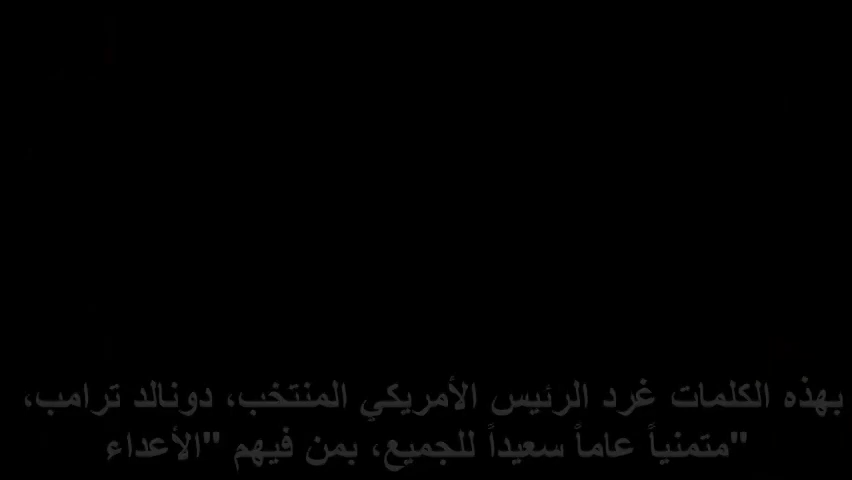 بهذه الكلمات غرد الرئيس الأمريكي المنتخب، دونالد ترامب،
متمنياً عاماً سعيداً للجميع، بمن فيهم "الأعداء"